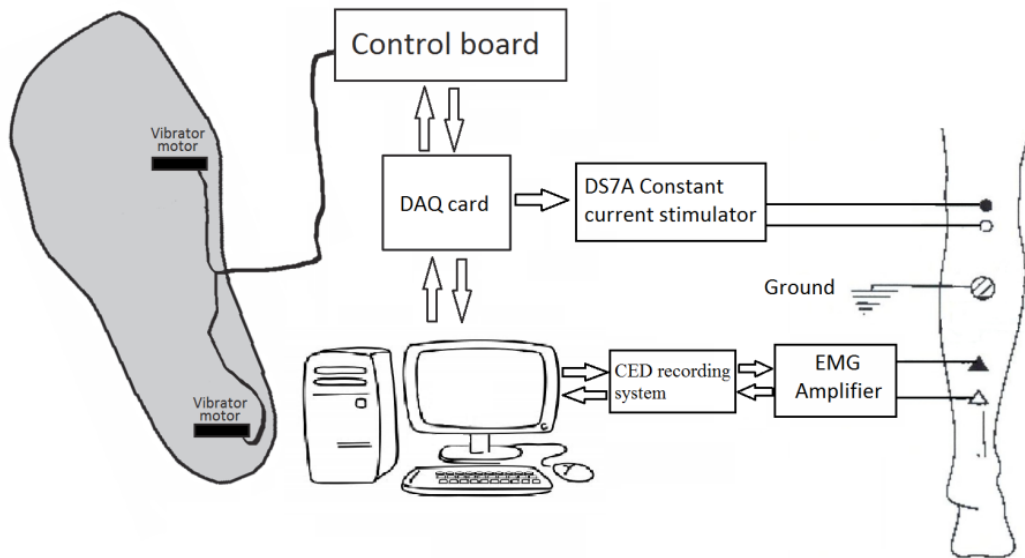 Control board
Vibrator
motor
DAQ card
DS7A Constant
current stimulator
Ground
CED recording
system
EMG
Amplifier
Vibrator
motor